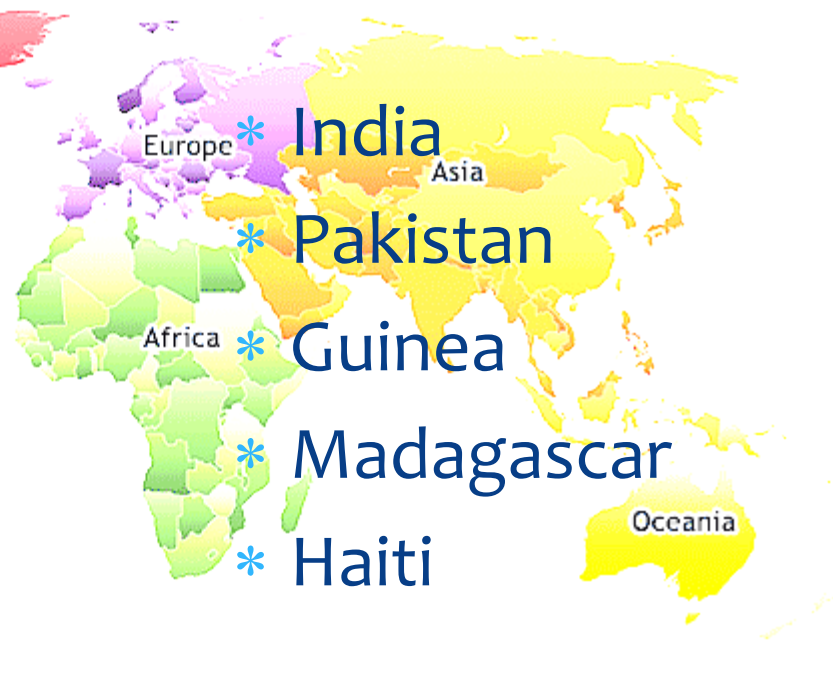 Europe
* India
Asia
* Pakistan
Africa
* Guinea
* Madagascar
Oceania
* Haiti